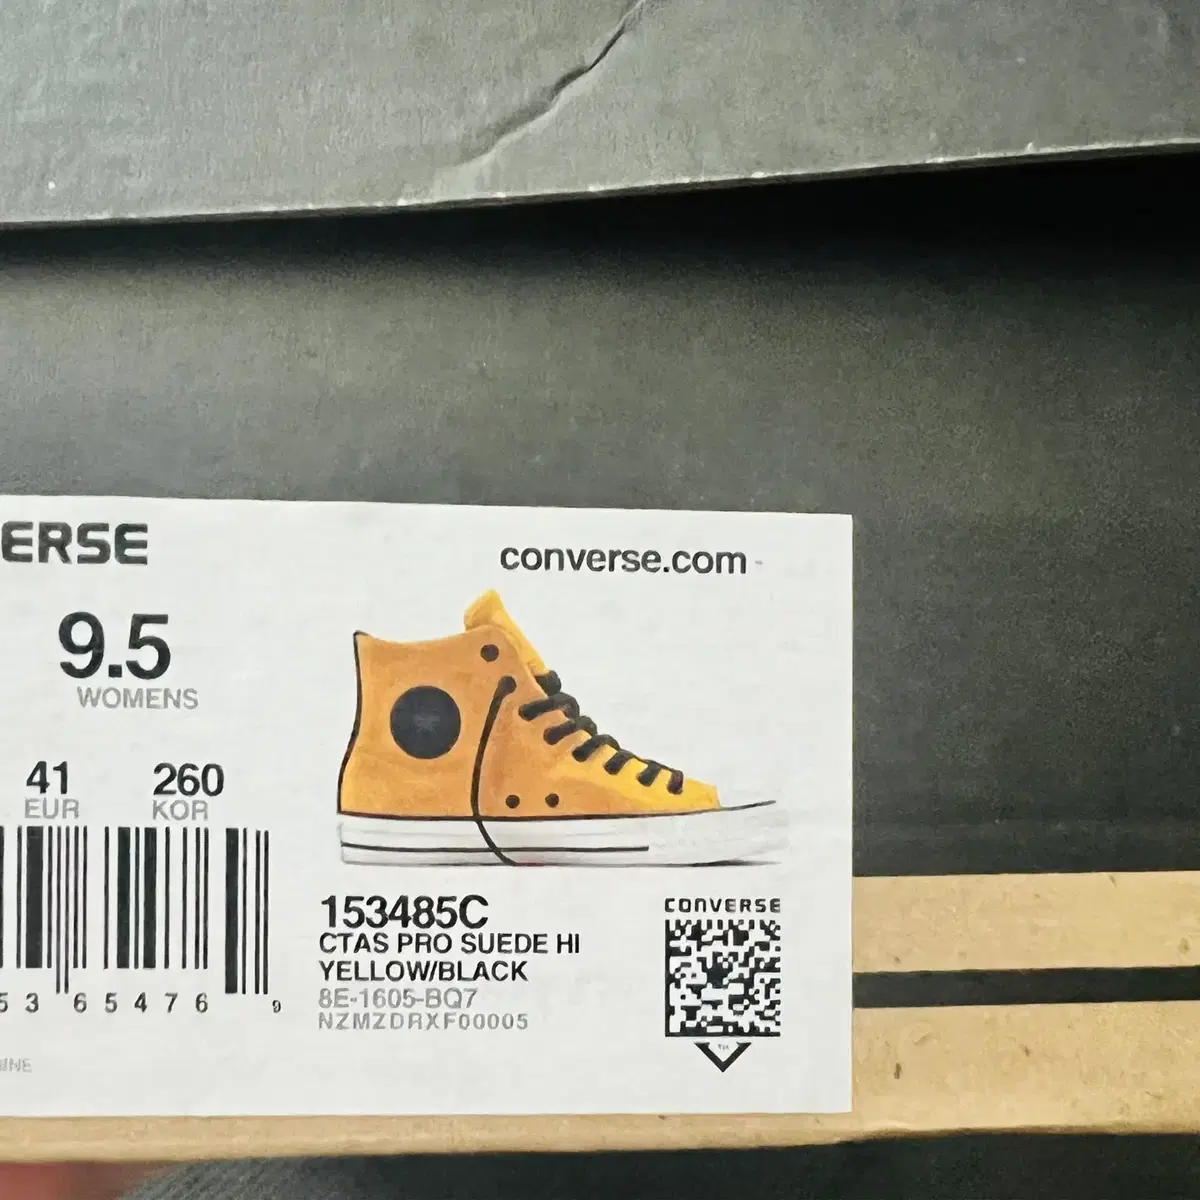 ERSE
converse.com
9.5
WOMENS
41
EUR
260
KOR
153485C
CTAS PRO SUEDE HI
YELLOW/BLACK
8E-1605-BQ7
NZMZDRXF00005
CONVERSE
53 65476 9